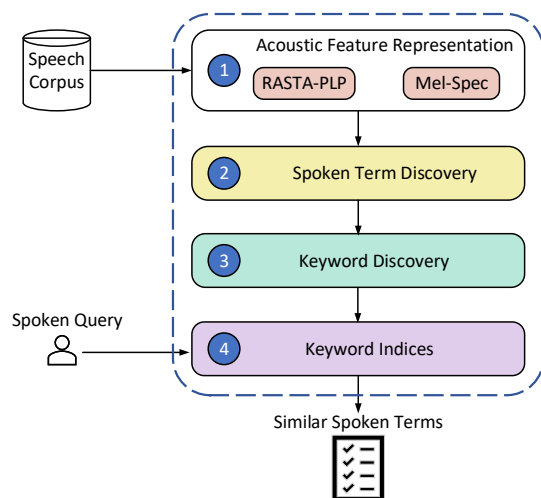 Speech
Corpus
1
Acoustic Feature Representation
RASTA-PLP
Mel-Spec
2
Spoken Term Discovery
3
Keyword Discovery
Spoken Query
4
Keyword Indices
Similar Spoken Terms